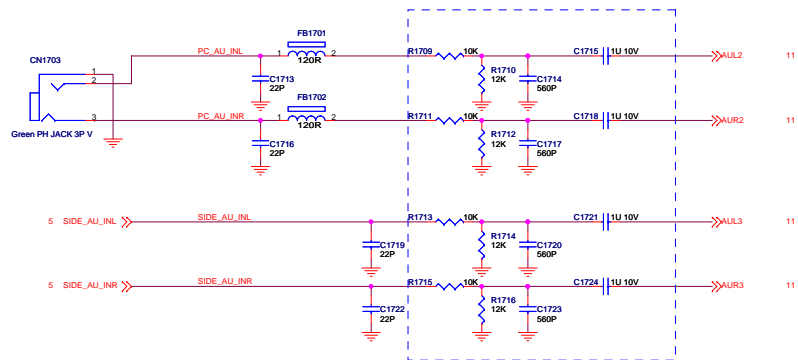 CN1703
1
2
3
Green PH JACK 3P V
PC_AU_INL
FB1701
1 2
120R
C1713
22P
R1709 10K
R1710
12K
C1714
560P
C1715 1U 10V
AUL2 11
PC_AU_INR
FB1702
1 2
120R
C1716
22P
R1711 10K
R1712
12K
C1717
560P
C1718 1U 10V
AUR2 11
5 SIDE_AU_INL
SIDE_AU_INL
C1719
22P
R1713 10K
R1714
12K
C1720
560P
C1721 1U 10V
AUL3 11
5 SIDE_AU_INR
SIDE_AU_INR
C1722
22P
R1715 10K
R1716
12K
C1723
560P
C1724 1U 10V
AUR3 11